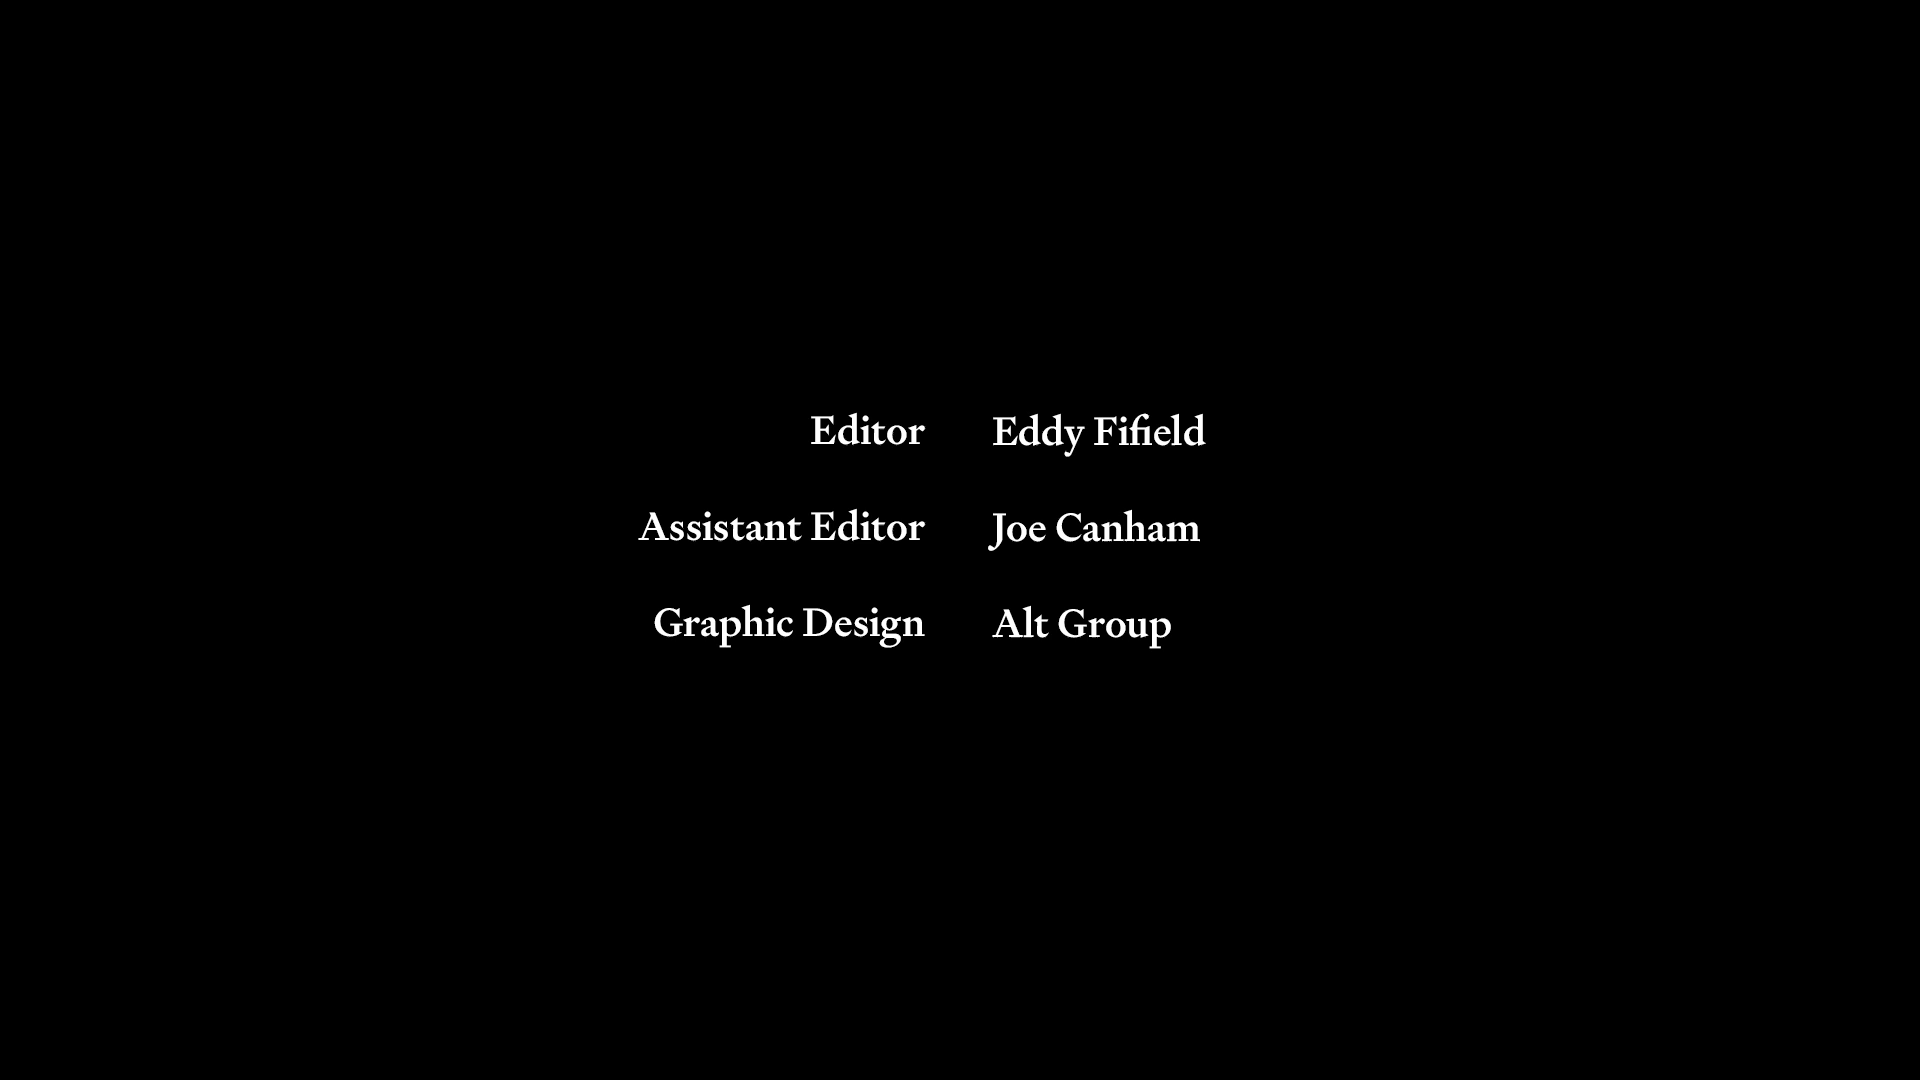 Editor Eddy Fifield
Assistant Editor Joe Canham
Graphic Design Alt Group